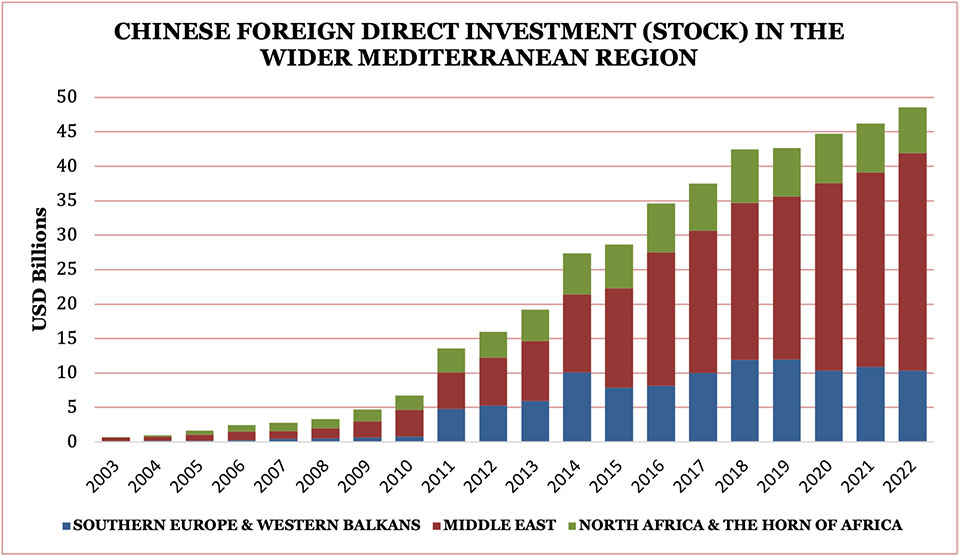 CHINESE FOREIGN DIRECT INVESTMENT (STOCK) IN THE
WIDER MEDITERRANEAN REGION
USD Billions
50
45
40
35
30
25
20
15
10
5
0
2003 2004 2005 2006 2007 2008 2009 2010 2011 2012 2013 2014 2015 2016 2017 2018 2019 2020 2021 2022
SOUTHERN EUROPE & WESTERN BALKANS MIDDLE EAST NORTH AFRICA & THE HORN OF AFRICA